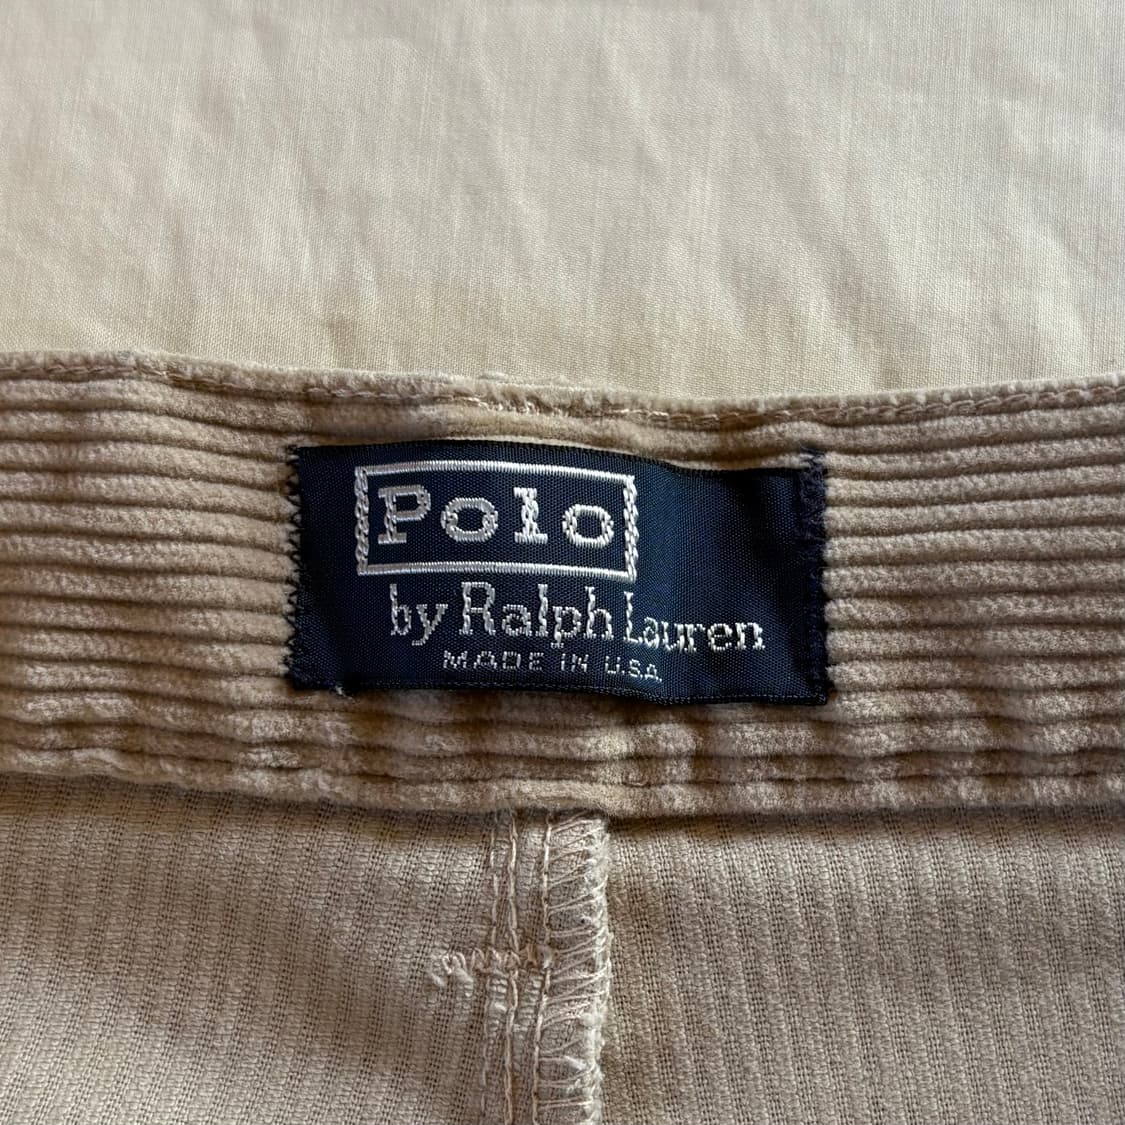 Polo
by Ralph Lauren
MADE IN U.S.A.